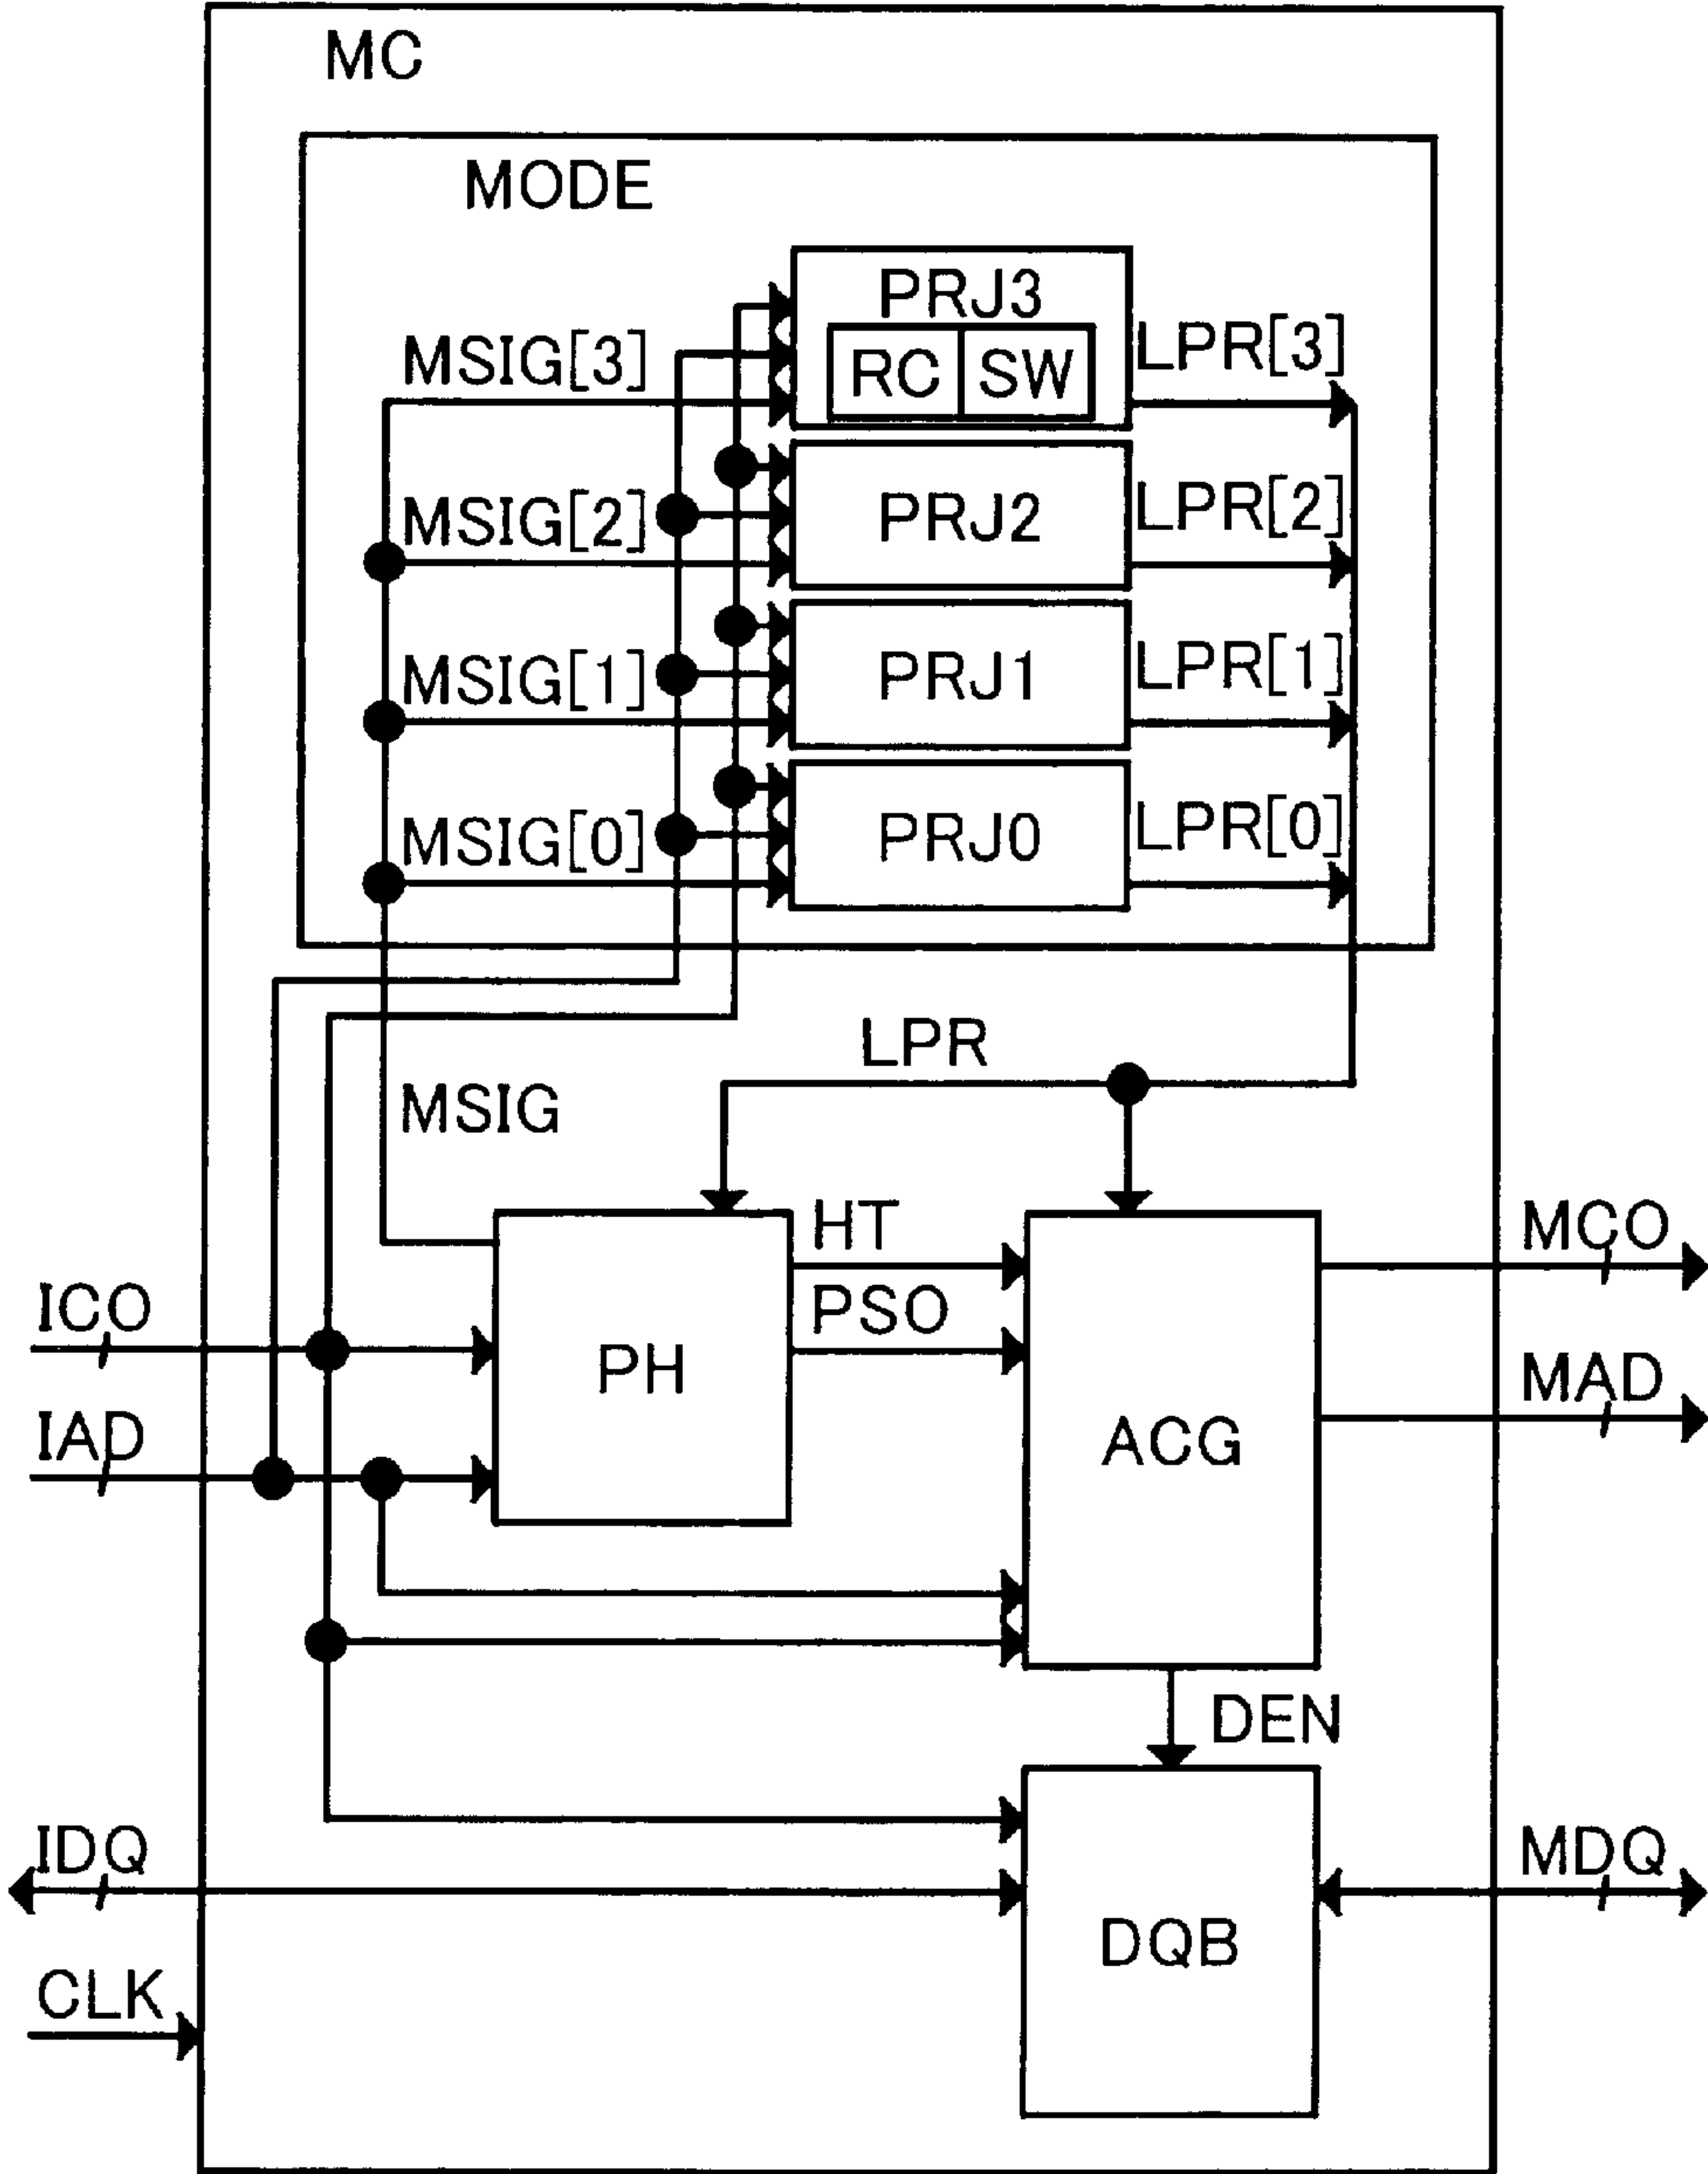 MC
MODE
PRJ3
RC SW
MSIG[3]
LPR[3]
PRJ2
MSIG[2]
LPR[2]
PRJ1
MSIG[1]
LPR[1]
PRJ0
MSIG[0]
LPR[0]
LPR
MSIG
HT
MCO
ICO
PSO
PH
MAD
IAD
ACG
DEN
IDQ
MDQ
DQB
CLK